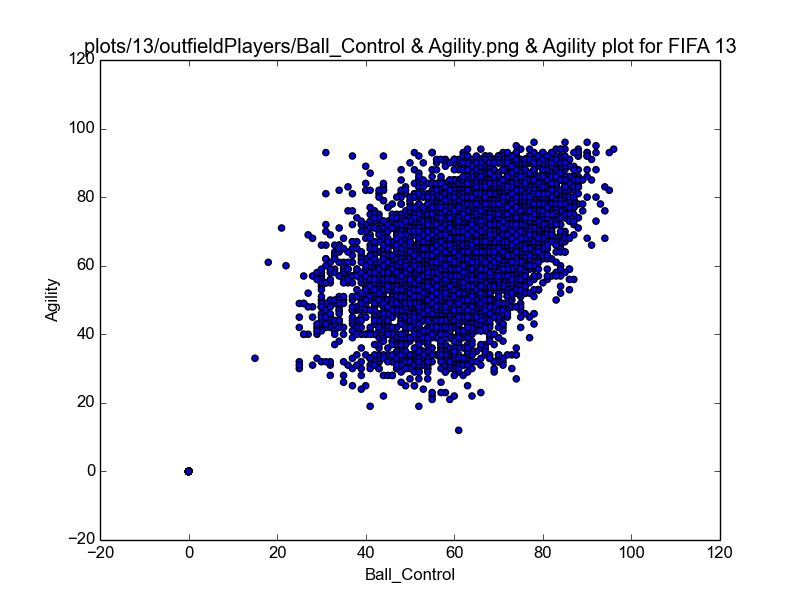 plots/13/outfieldPlayers/Ball_Control & Agility.png & Agility plot for FIFA 13
120
100
80
60
40
20
0
−20
Agility
−20 0 20 40 60 80 100 120
Ball_Control